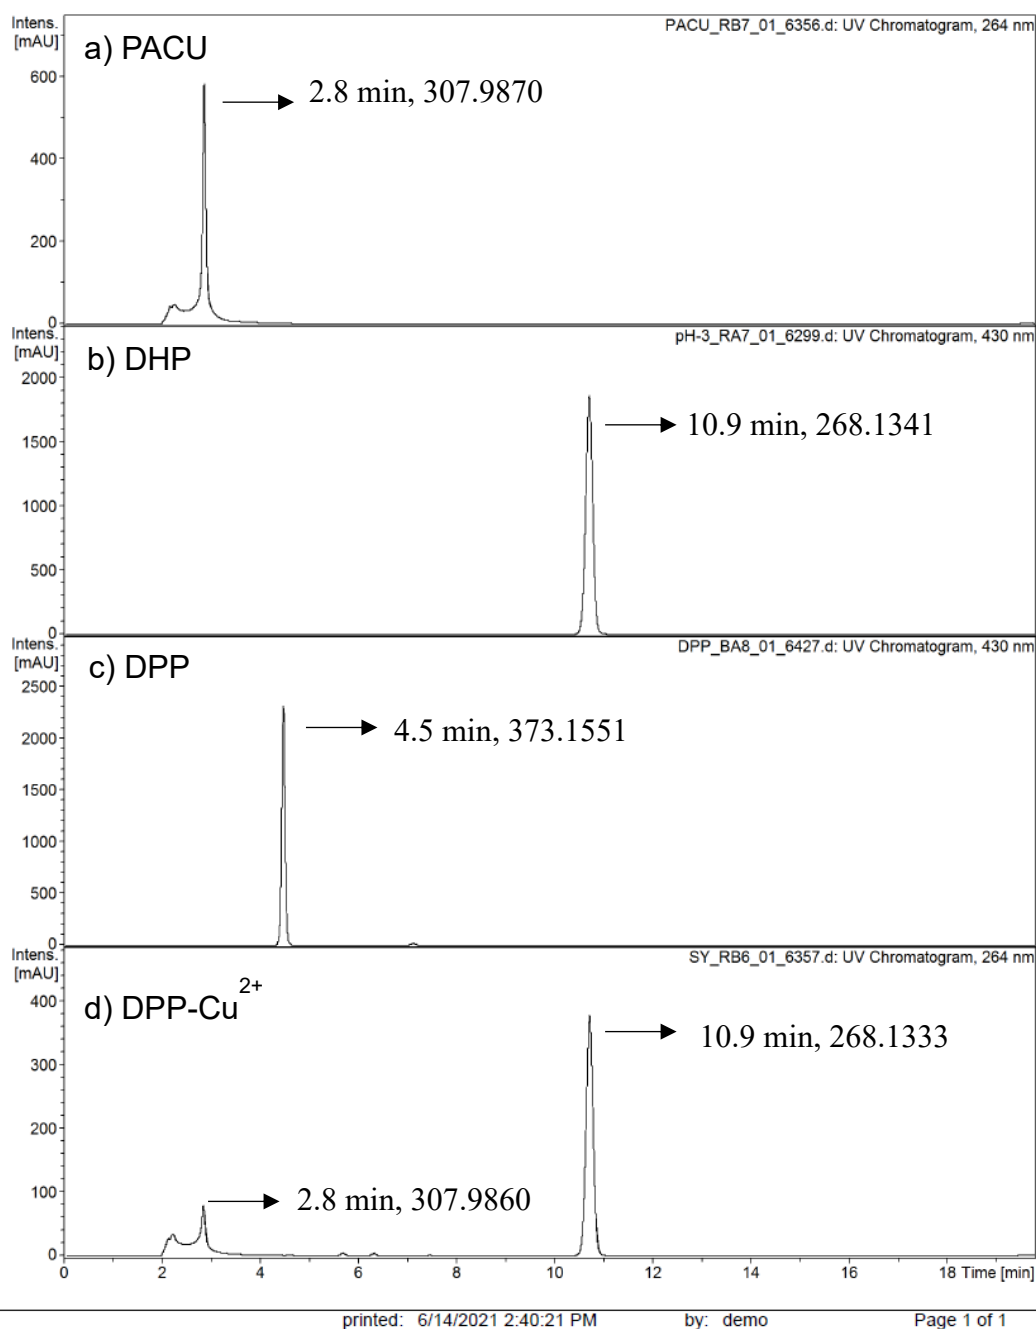 Intens.
[mAU]
PACU_RB7_01_6356.d: UV Chromatogram, 264 nm
a) PACU
2.8 min, 307.9870
600
400
200
0
Intens.
[mAU]
pH-3_RA7_01_6299.d: UV Chromatogram, 430 nm
b) DHP
2000
10.9 min, 268.1341
1500
1000
500
0
Intens.
[mAU]
DPP_BA8_01_6427.d: UV Chromatogram, 430 nm
c) DPP
2500
4.5 min, 373.1551
2000
1500
1000
500
0
Intens.
[mAU]
SY_RB6_01_6357.d: UV Chromatogram, 264 nm
d) DPP-Cu2+
400
10.9 min, 268.1333
300
200
2.8 min, 307.9860
100
0
0 2 4 6 8 10 12 14 16 18 Time [min]
printed: 6/14/2021 2:40:21 PM by: demo Page 1 of 1